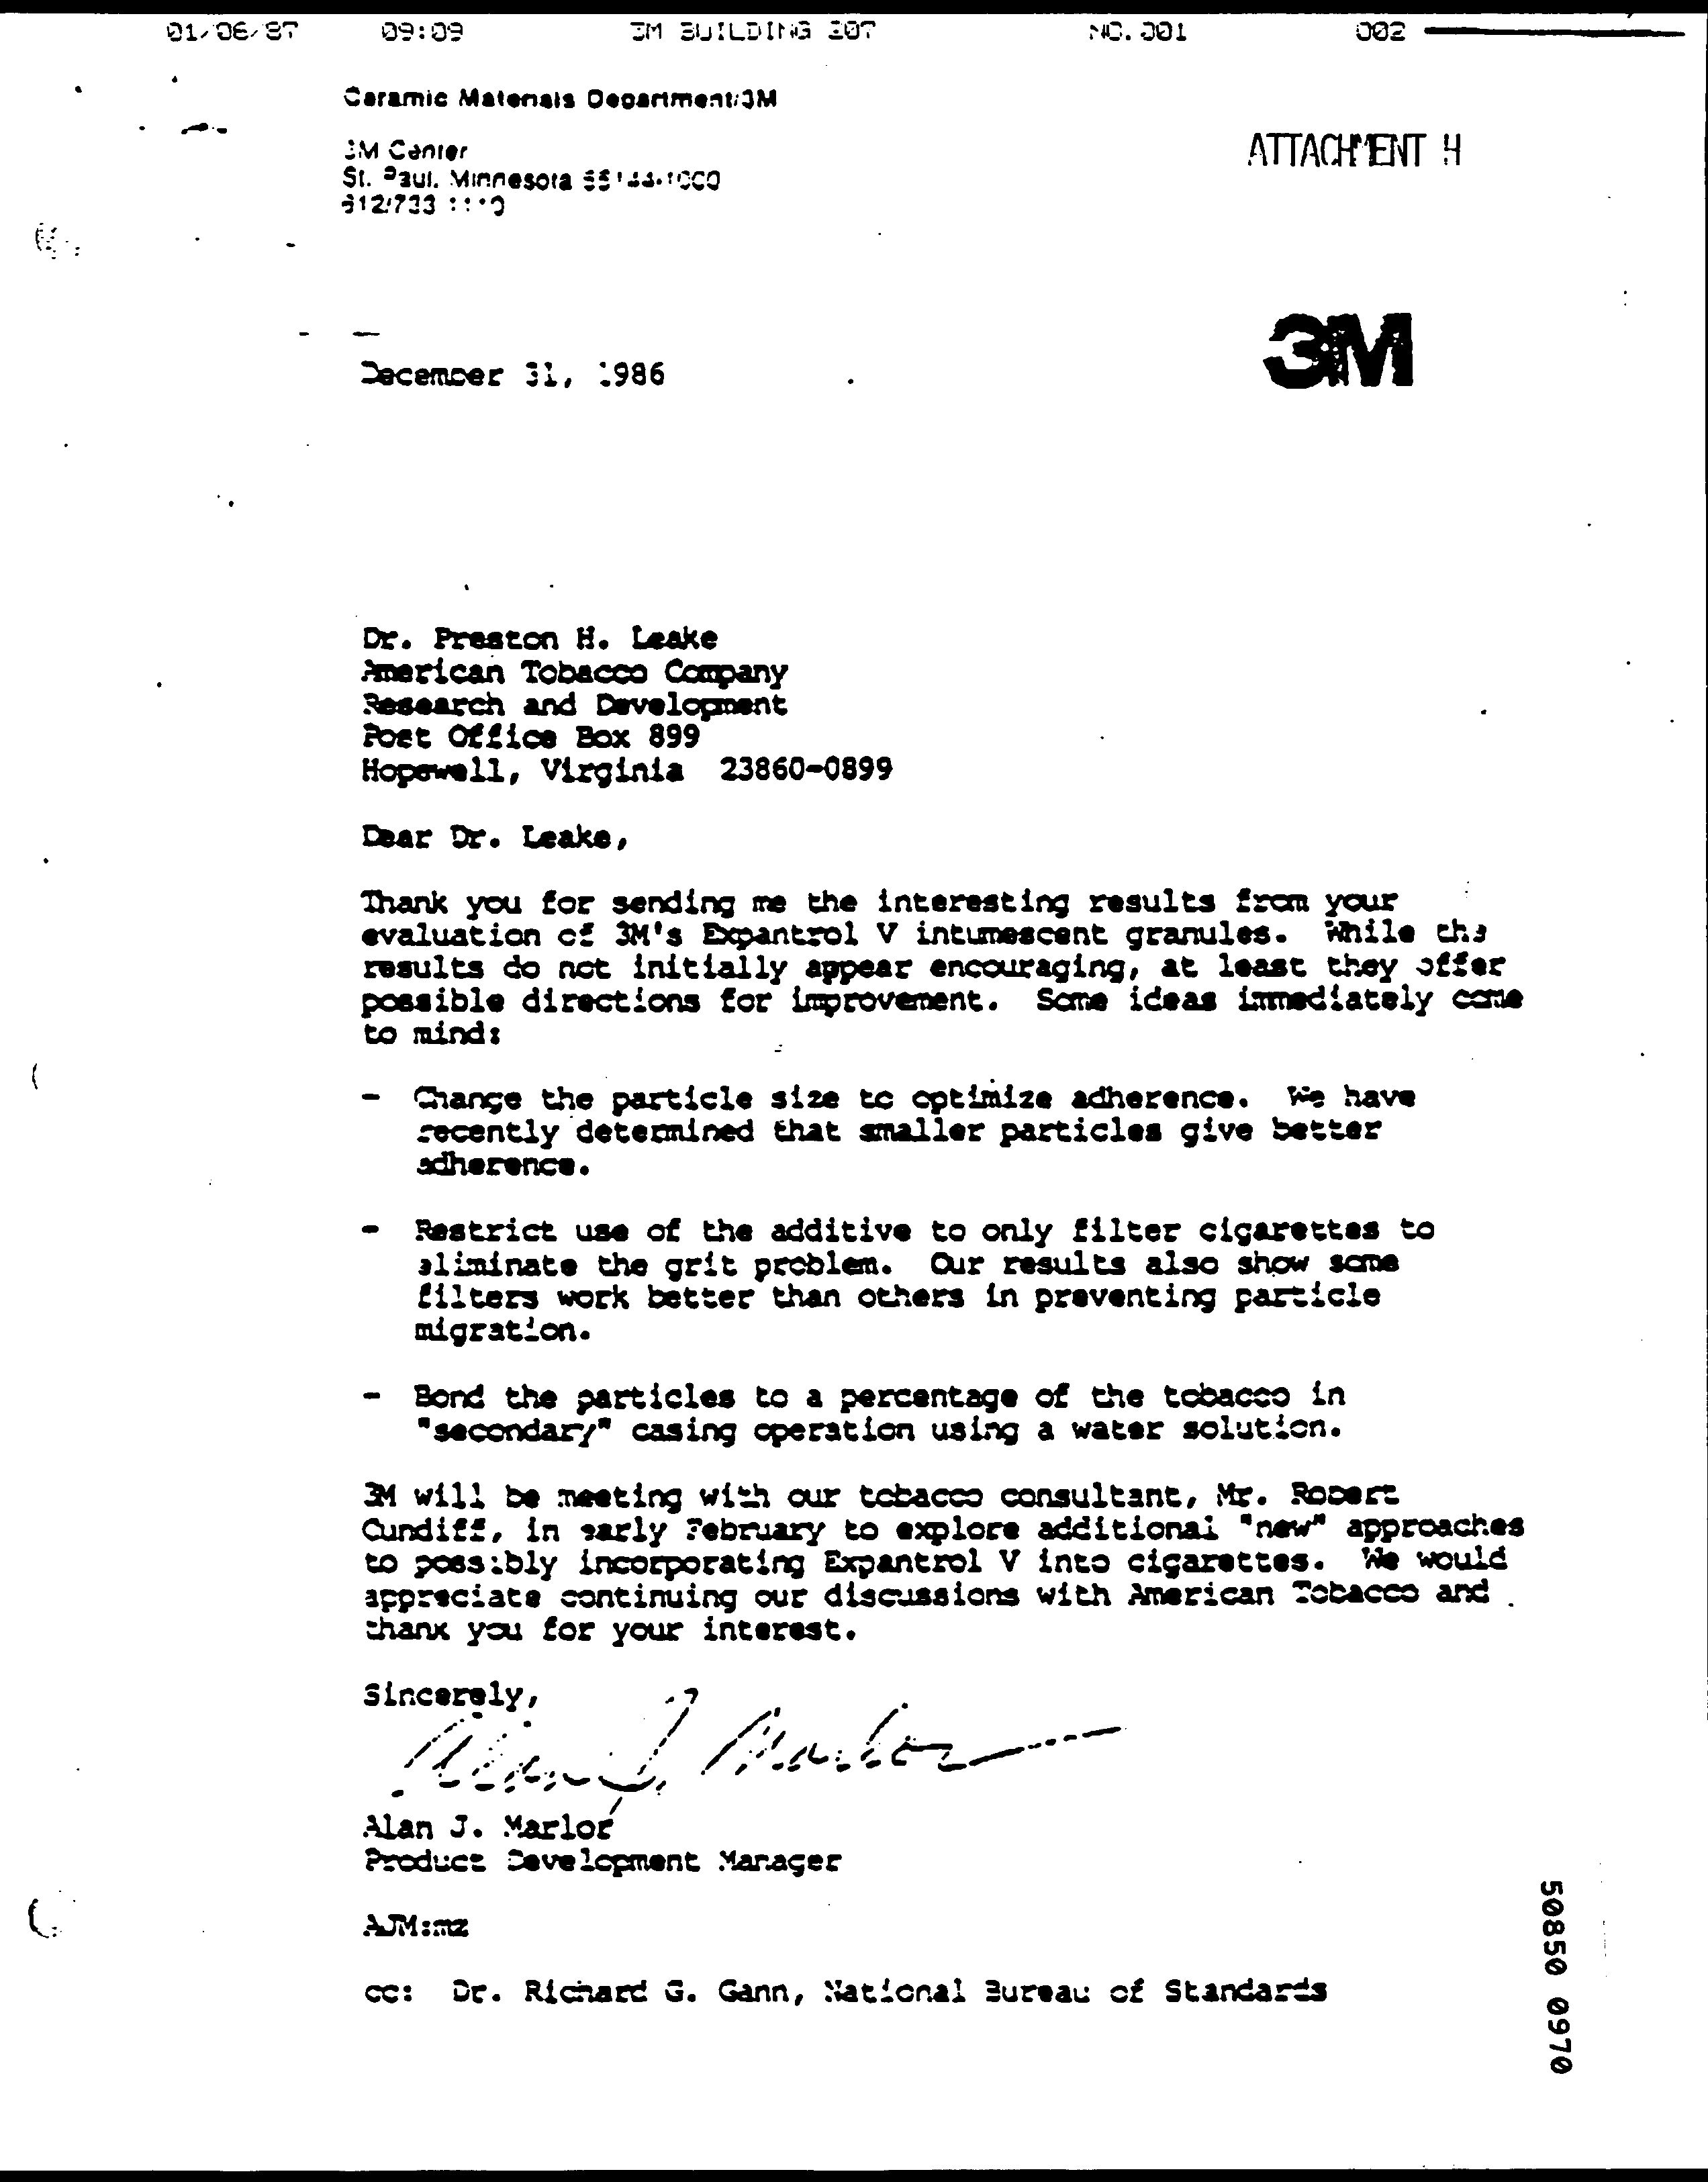 01/06/87 09:09 3M BUILDING 207 NO.001 002
Ceramic Materials Department/3M
3M Center
St. Paul, Minnesota 55144-1000
612/733 1110
ATTACHMENT H
3M
December 31, 1986
Dr. Preston H. Leake
American Tobacco Company
Research and Development
Post Office Box 899
Hopewell, Virginia 23860-0899
Dear Dr. Leake,
Thank you for sending me the interesting results from your
evaluation of 3M's Expantrol V intumescent granules. While the
results do not initially appear encouraging, at least they offer
possible directions for improvement. Some ideas immediately come
to mind:
- Change the particle size to optimize adherence. We have
recently determined that smaller particles give better
adherence.
- Restrict use of the additive to only filter cigarettes to
eliminate the grit problem. Our results also show some
filters work better than others in preventing particle
migration.
- Bond the particles to a percentage of the tobacco in
"secondary" casing operation using a water solution.
3M will be meeting with our tobacco consultant, Mr. Robert
Cundiff, in early February to explore additional "new" approaches
to possibly incorporating Expantrol V into cigarettes. We would
appreciate continuing our discussions with American Tobacco and
thank you for your interest.
Sincerely,
Alan J. Marlor
Alan J. Marlor
Product Development Manager
AJM:mz
cc: Dr. Richard G. Gann, National Bureau of Standards
50850 0970